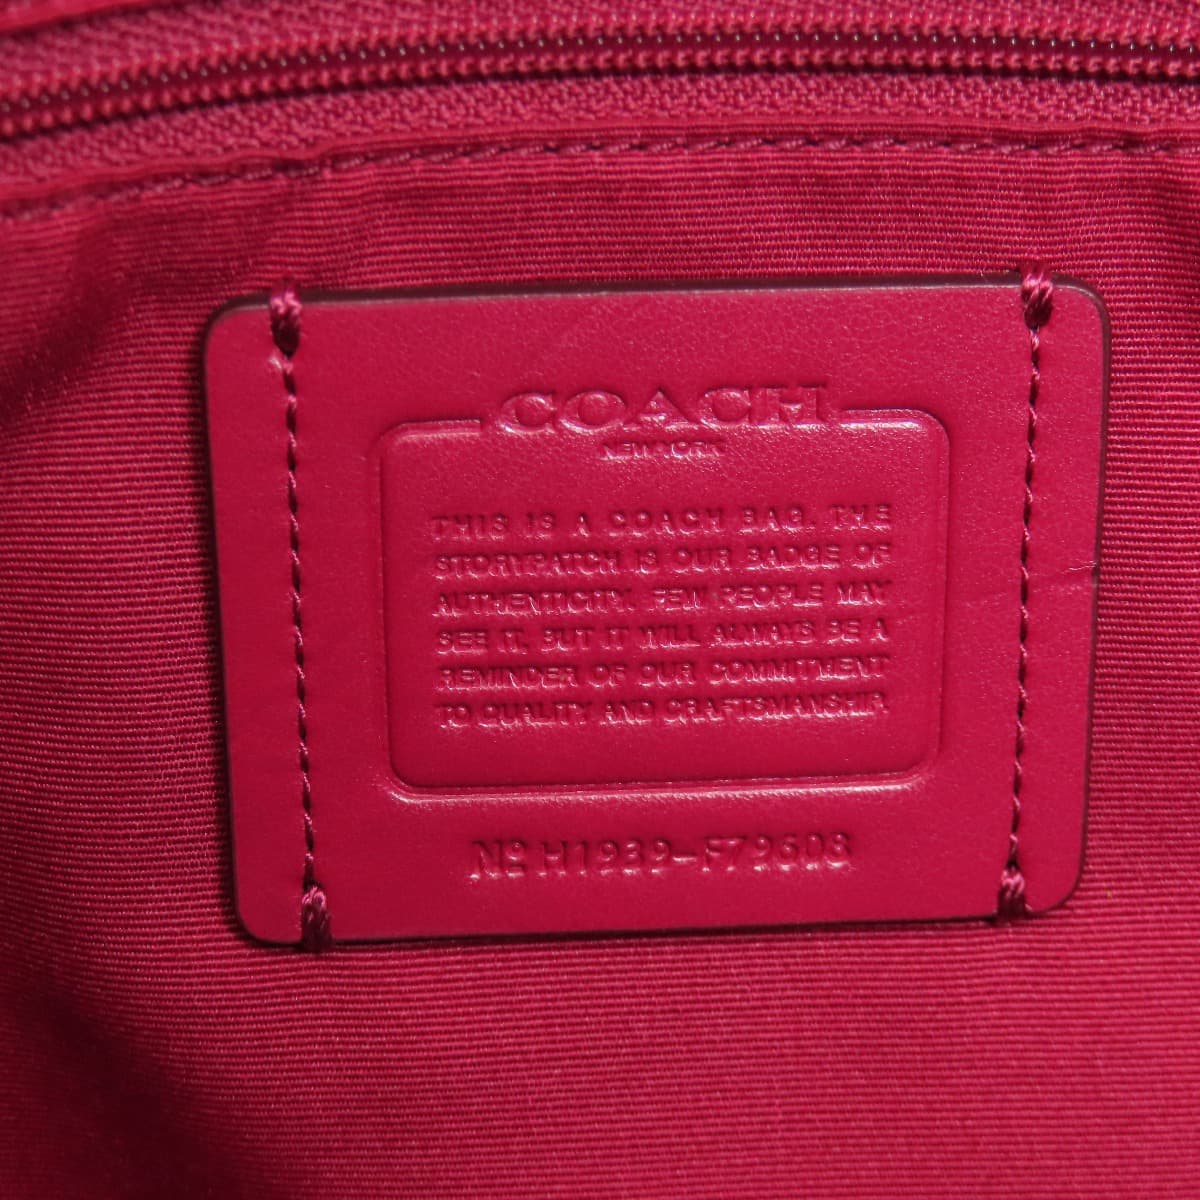 COACH
NEW YORK
THIS IS A COACH BAG. THE
STORYPATCH IS OUR BADGE OF
AUTHENTICITY. FEW PEOPLE MAY
SEE IT, BUT IT WILL ALWAYS BE A
REMINDER OF OUR COMMITMENT
TO QUALITY AND CRAFTSMANSHIP.
Nº H1939-F79608